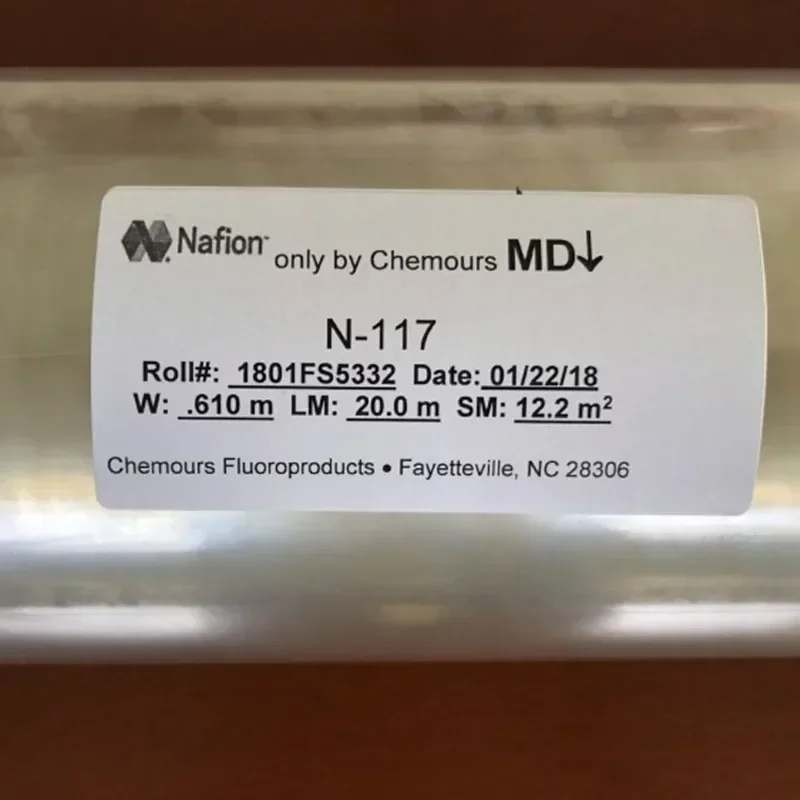 Nafion™ only by Chemours MD↓
N-117
Roll#: 1801FS5332 Date: 01/22/18
W: .610 m LM: 20.0 m SM: 12.2 m²
Chemours Fluoroproducts • Fayetteville, NC 28306